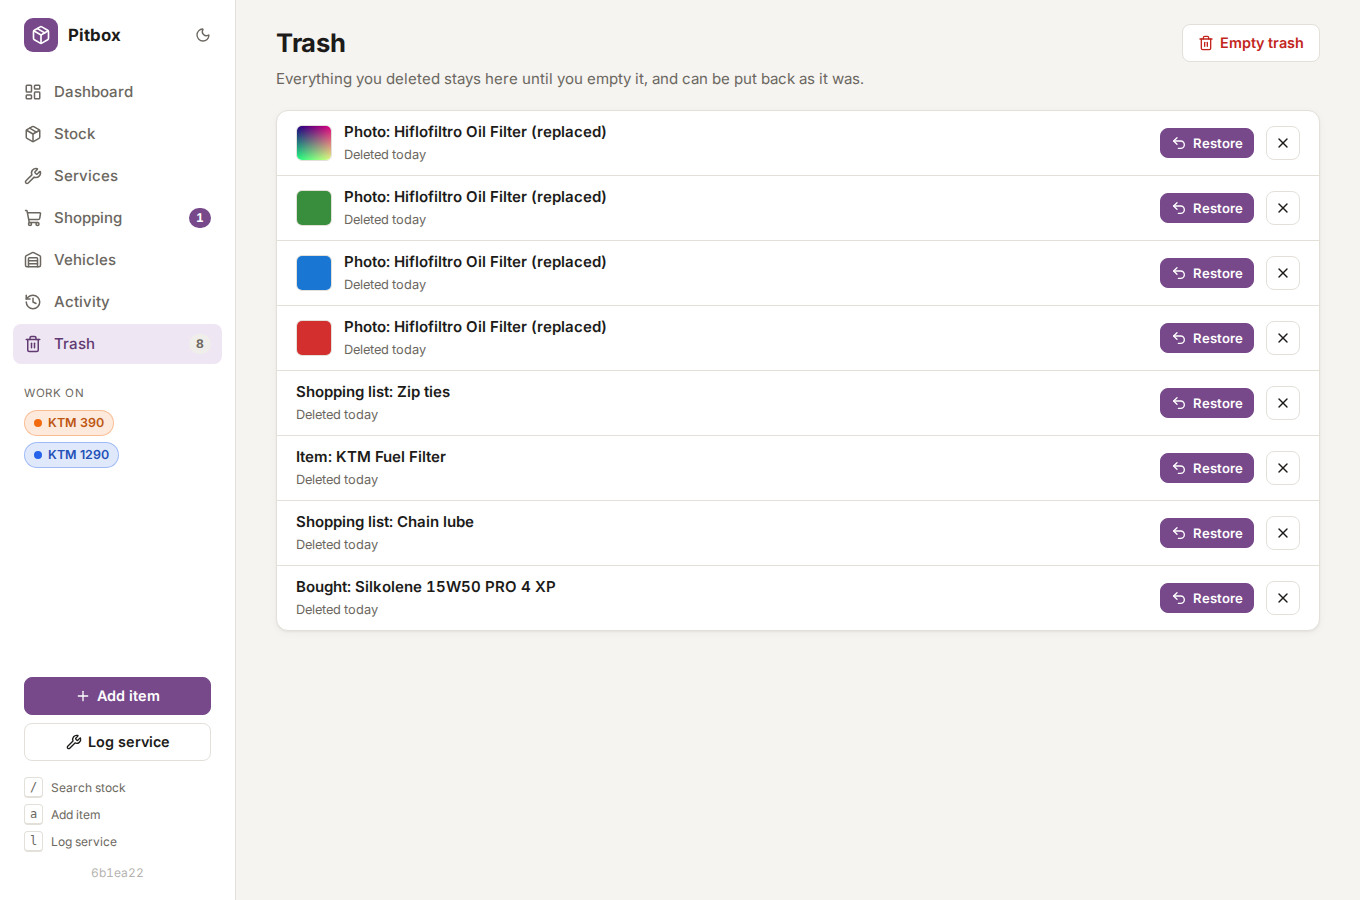 Pitbox
Dashboard
Stock
Services
Shopping 1
Vehicles
Activity
Trash 8
WORK ON
KTM 390
KTM 1290
Add item
Log service
/ Search stock
a Add item
l Log service
6b1ea22
Trash
Empty trash
Everything you deleted stays here until you empty it, and can be put back as it was.
Photo: Hiflofiltro Oil Filter (replaced)
Deleted today
Restore
Photo: Hiflofiltro Oil Filter (replaced)
Deleted today
Restore
Photo: Hiflofiltro Oil Filter (replaced)
Deleted today
Restore
Photo: Hiflofiltro Oil Filter (replaced)
Deleted today
Restore
Shopping list: Zip ties
Deleted today
Restore
Item: KTM Fuel Filter
Deleted today
Restore
Shopping list: Chain lube
Deleted today
Restore
Bought: Silkolene 15W50 PRO 4 XP
Deleted today
Restore